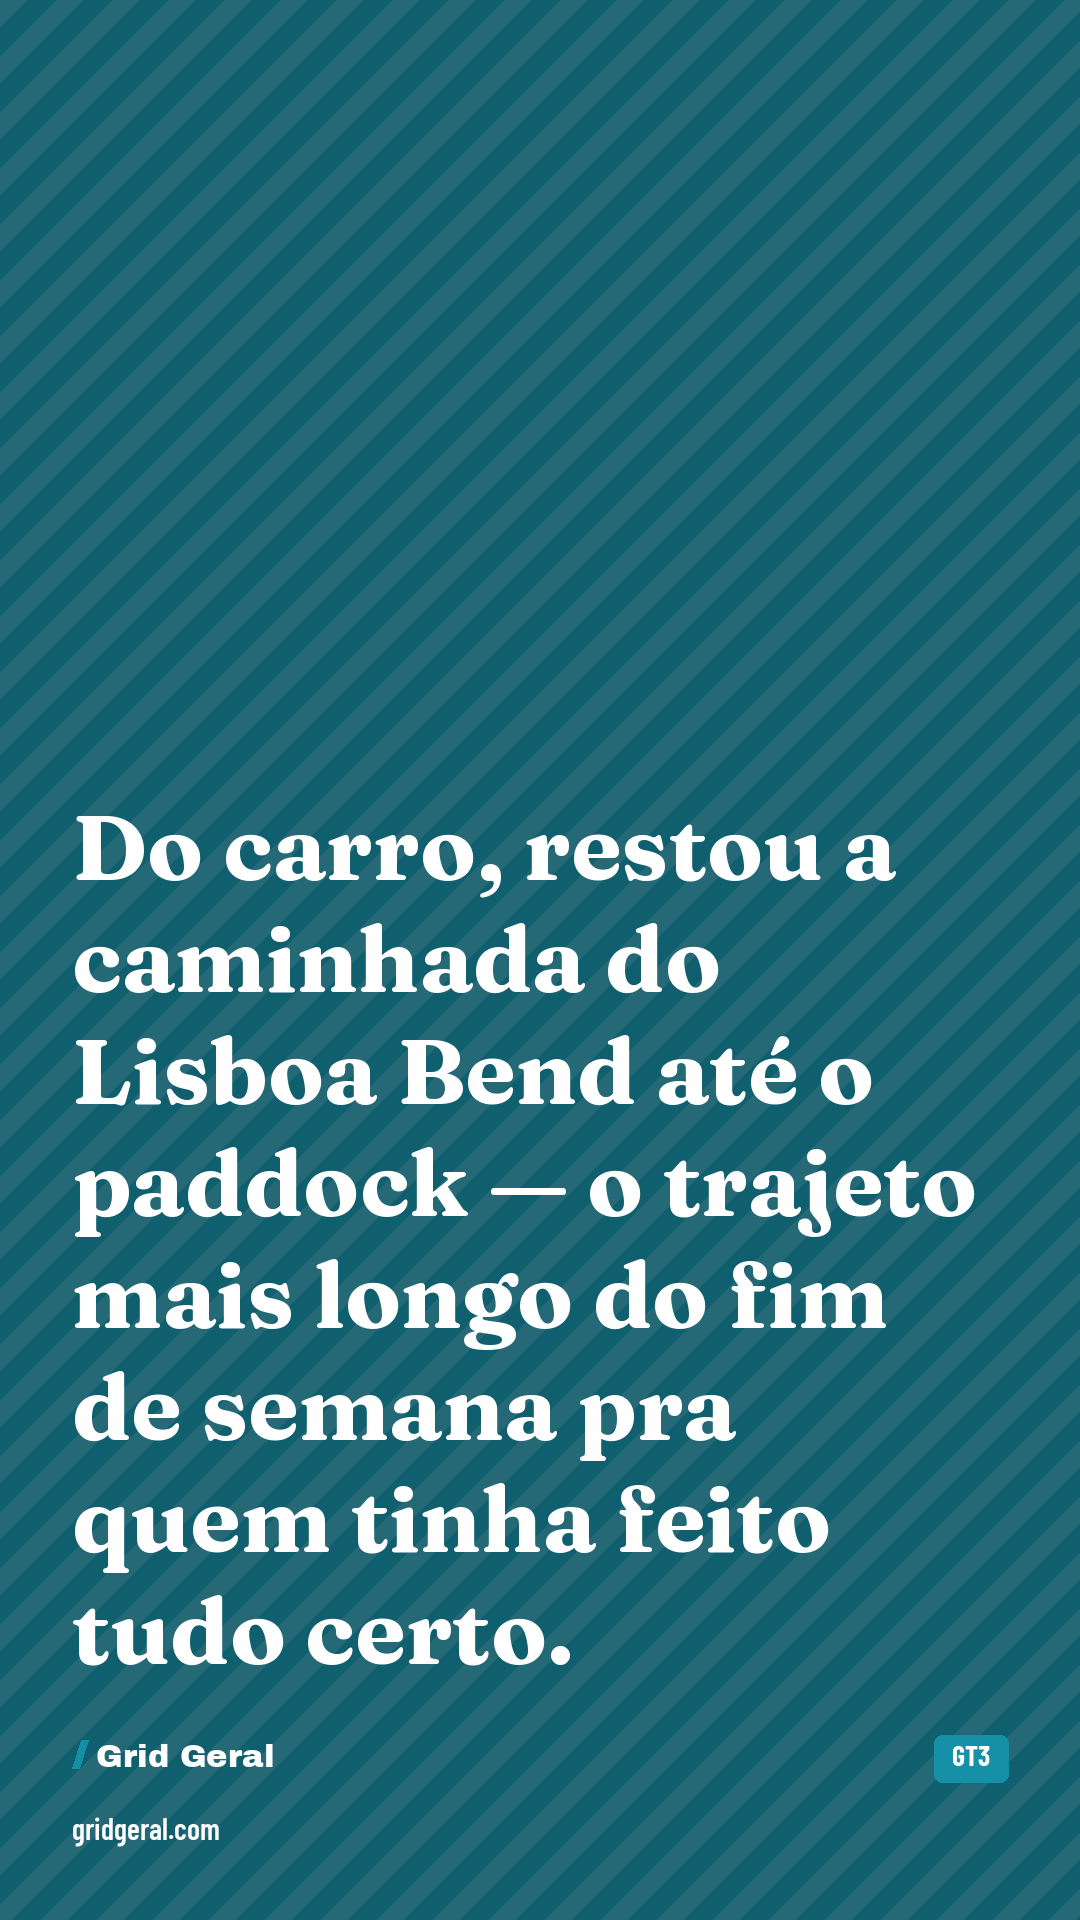 Do carro, restou a
caminhada do
Lisboa Bend até o
paddock — o trajeto
mais longo do fim
de semana pra
quem tinha feito
tudo certo.
/ Grid Geral
GT3
gridgeral.com